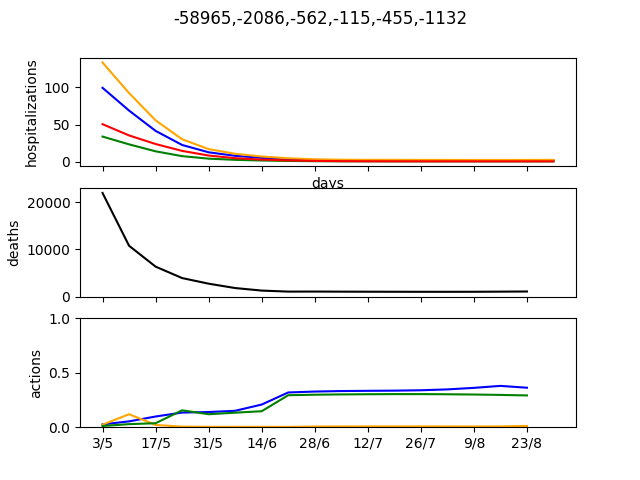 -58965,-2086,-562,-115,-455,-1132
hospitalizations
100
50
0
days
deaths
20000
10000
0
actions
1.0
0.5
0.0
3/5 17/5 31/5 14/6 28/6 12/7 26/7 9/8 23/8